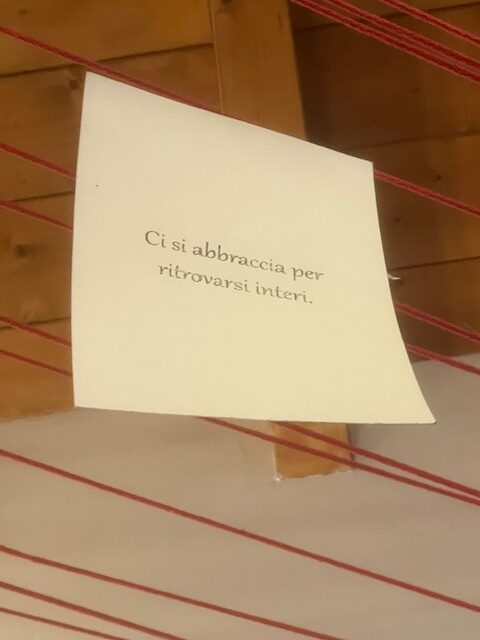 Ci si abbraccia per
ritrovarsi interi.